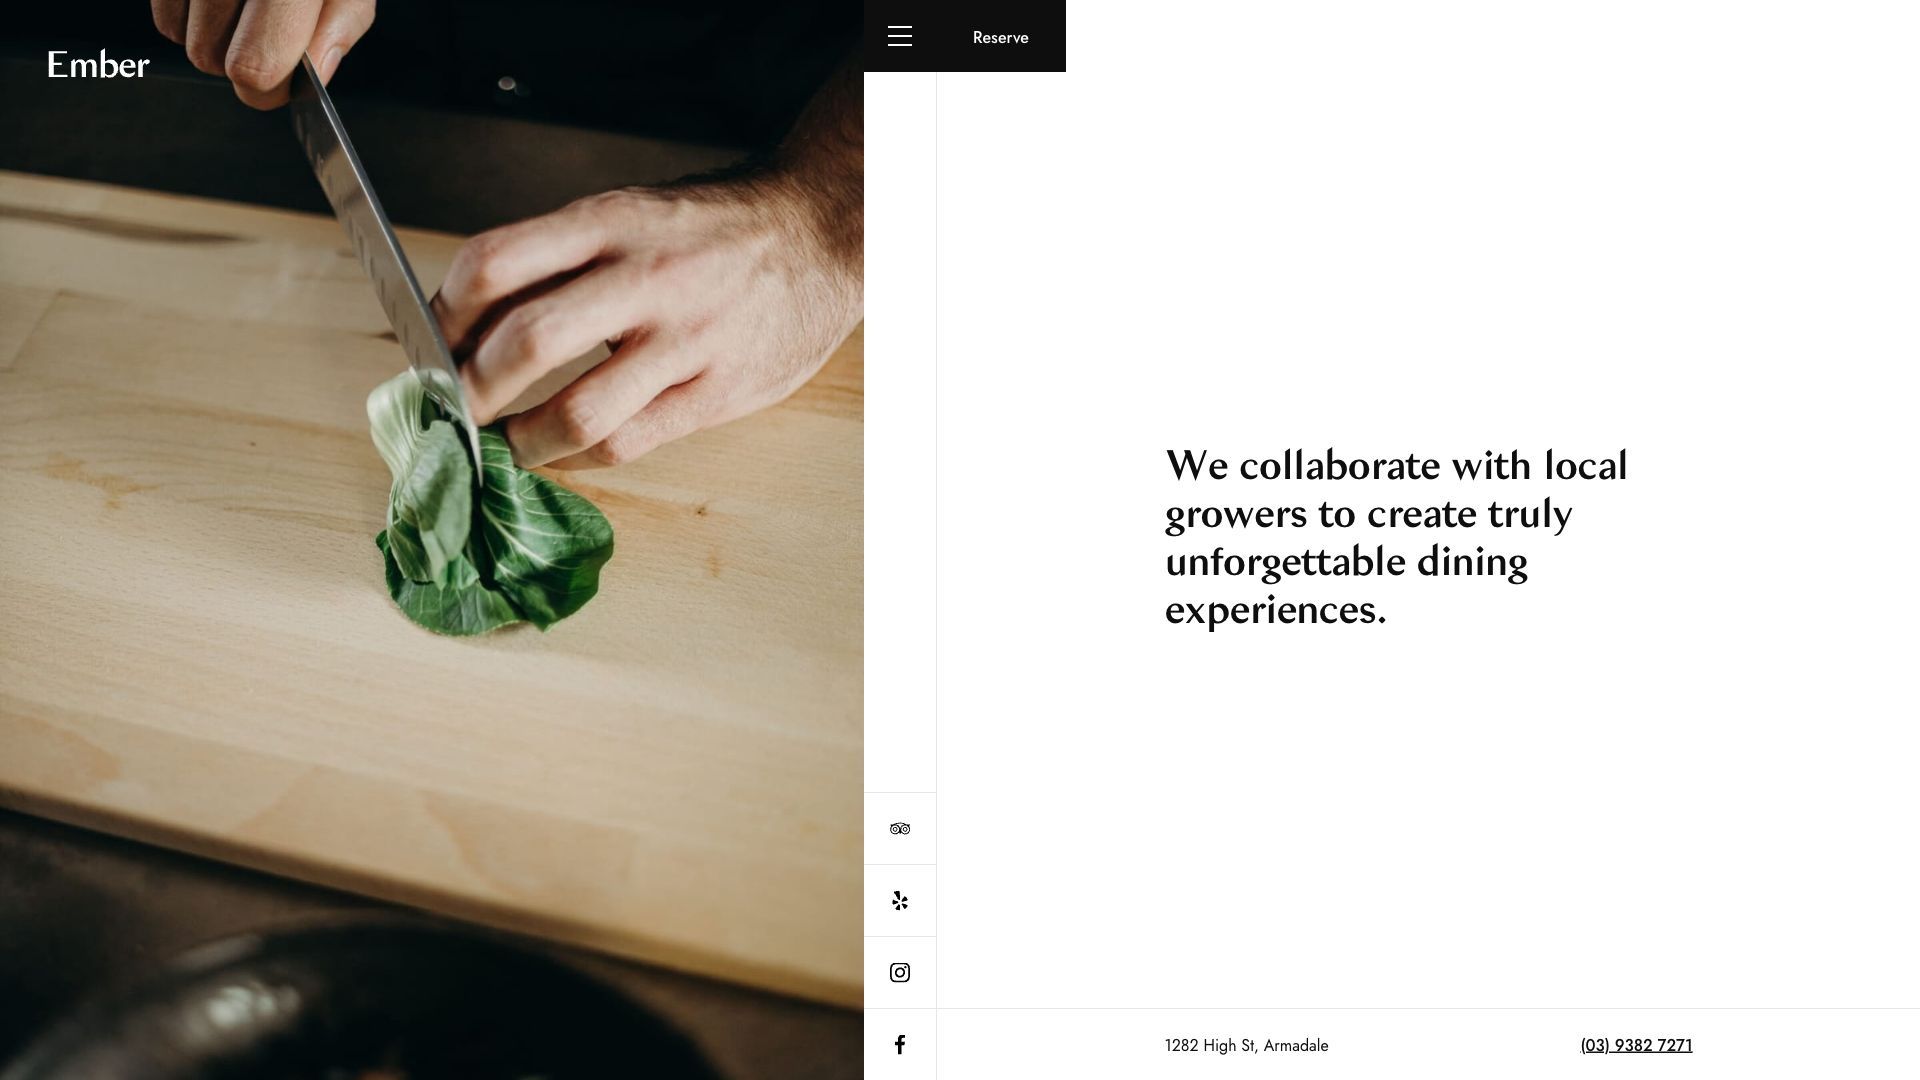 Ember
Reserve
We collaborate with local
growers to create truly
unforgettable dining
experiences.
1282 High St, Armadale
(03) 9382 7271